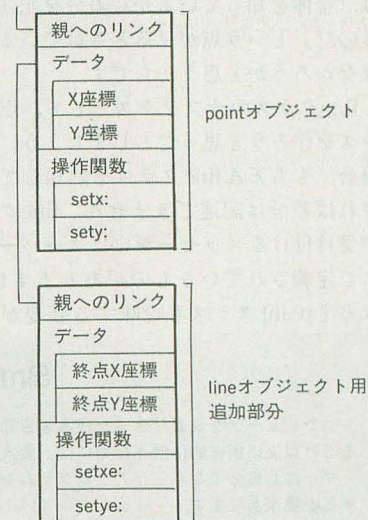 親へのリンク
データ
X座標
Y座標
操作関数
setx:
sety:
pointオブジェクト
親へのリンク
データ
終点X座標
終点Y座標
操作関数
setxe:
setye:
lineオブジェクト用
追加部分